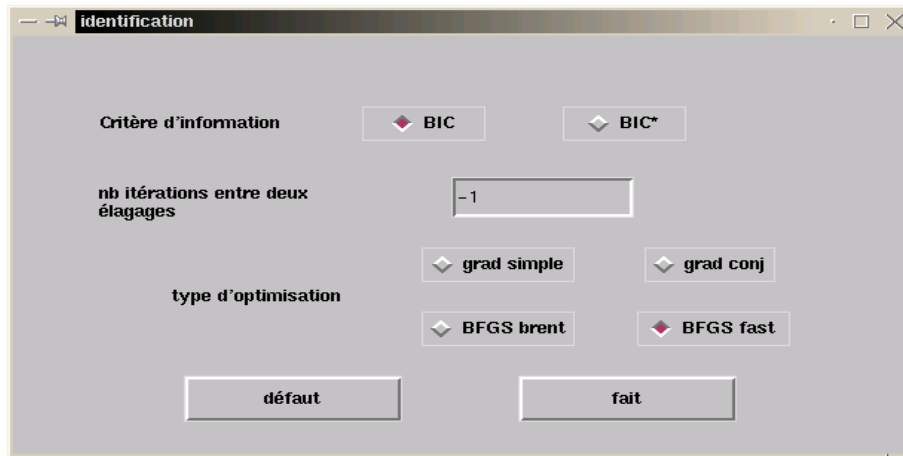 identification
Critère d'information
BIC
BIC*
nb itérations entre deux
élagages
-1
grad simple
grad conj
type d'optimisation
BFGS brent
BFGS fast
défaut
fait